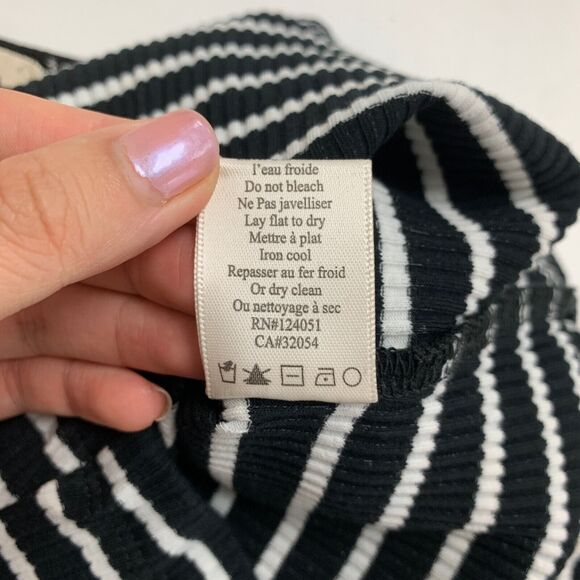 l'eau froide
Do not bleach
Ne Pas javelliser
Lay flat to dry
Mettre à plat
Iron cool
Repasser au fer froid
Or dry clean
Ou nettoyage à sec
RN#124051
CA#32054